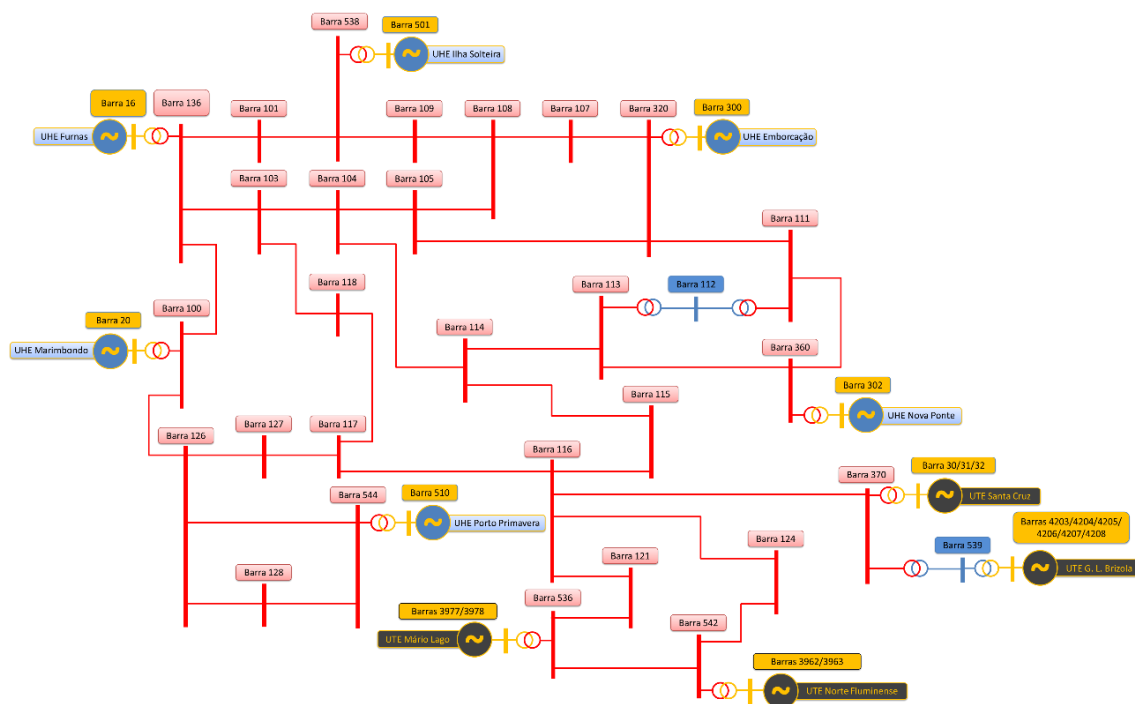 Barra 538
Barra 501
UHE Ilha Solteira
Barra 16
Barra 136
Barra 101
Barra 109
Barra 108
Barra 107
Barra 320
Barra 300
UHE Furnas
UHE Emborcação
Barra 103
Barra 104
Barra 105
Barra 111
Barra 118
Barra 113
Barra 112
Barra 100
Barra 20
Barra 114
UHE Marimbondo
Barra 360
Barra 302
Barra 115
UHE Nova Ponte
Barra 126
Barra 127
Barra 117
Barra 116
Barra 370
Barra 30/31/32
UTE Santa Cruz
Barra 544
Barra 510
UHE Porto Primavera
Barras 4203/4204/4205/
4206/4207/4208
Barra 124
Barra 539
UTE G. L. Brizola
Barra 121
Barra 128
Barra 536
Barras 3977/3978
UTE Mário Lago
Barra 542
Barras 3962/3963
UTE Norte Fluminense